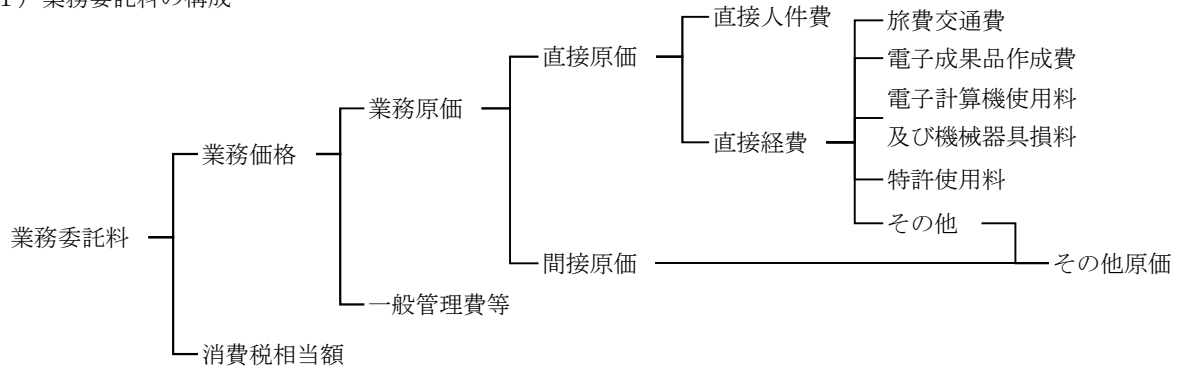 1）業務委託料の構成
直接人件費
旅費交通費
電子成果品作成費
直接原価
電子計算機使用料
業務原価
及び機械器具損料
直接経費
業務価格
特許使用料
その他
業務委託料
間接原価
その他原価
一般管理費等
消費税相当額